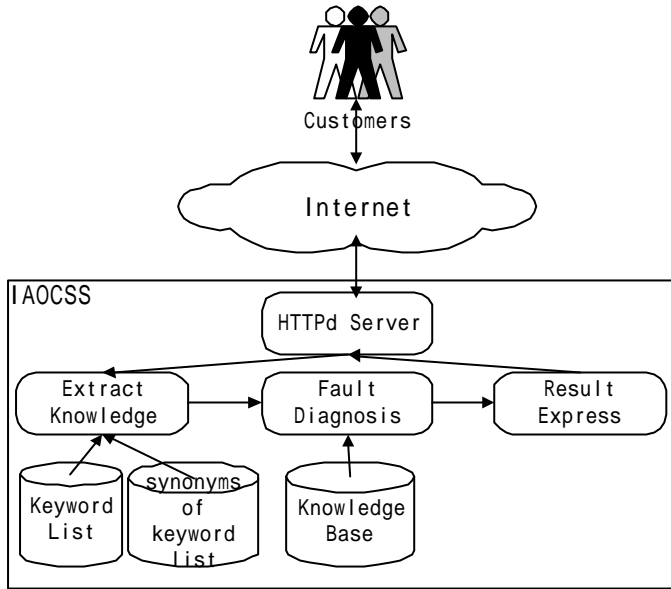 Customers
Internet
IAOCSS
HTTPd Server
Extract
Knowledge
Fault
Diagnosis
Result
Express
Keyword
List
synonyms
of
keyword
list
Knowledge
Base